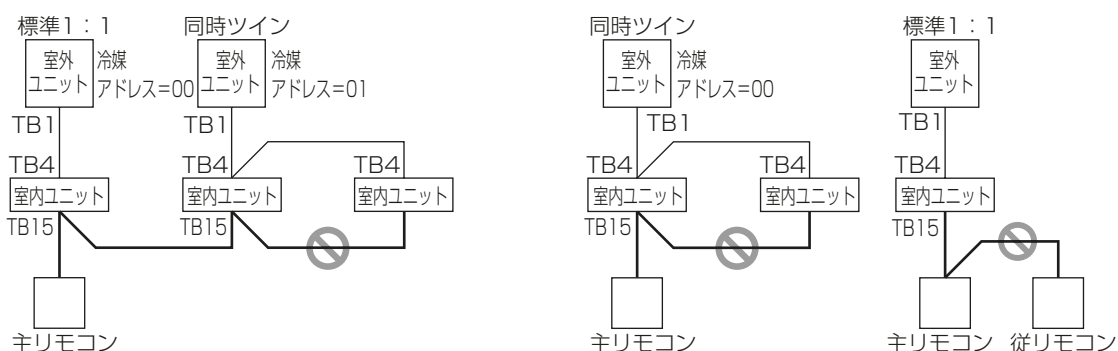 標準1：1
同時ツイン
同時ツイン
標準1：1
室外
ユニット
冷媒
アドレス=00
室外
ユニット
冷媒
アドレス=01
室外
ユニット
冷媒
アドレス=00
室外
ユニット
TB1
TB1
TB1
TB1
TB4
TB4
TB4
TB4
TB4
TB4
室内ユニット
室内ユニット
室内ユニット
室内ユニット
室内ユニット
室内ユニット
TB15
TB15
TB15
TB15
主リモコン
主リモコン
主リモコン
従リモコン